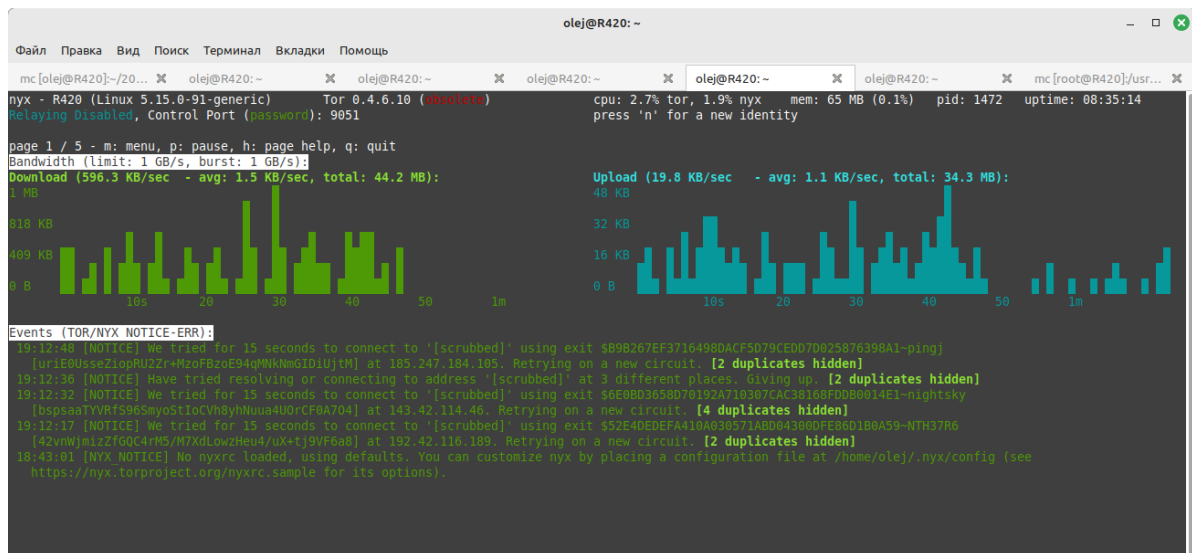 olej@R420: ~
Файл Правка Вид Поиск Терминал Вкладки Помощь
mc [olej@R420]:~/20... olej@R420: ~ olej@R420: ~ olej@R420: ~ olej@R420: ~ olej@R420: ~ mc [root@R420]:/usr...
nyx - R420 (Linux 5.15.0-91-generic) Tor 0.4.6.10 (obsolete) cpu: 2.7% tor, 1.9% nyx mem: 65 MB (0.1%) pid: 1472 uptime: 08:35:14
Relaying Disabled, Control Port (password): 9051 press 'n' for a new identity
page 1 / 5 - m: menu, p: pause, h: page help, q: quit
Bandwidth (limit: 1 GB/s, burst: 1 GB/s):
Download (596.3 KB/sec - avg: 1.5 KB/sec, total: 44.2 MB): Upload (19.8 KB/sec - avg: 1.1 KB/sec, total: 34.3 MB):
1 MB 48 KB
818 KB 32 KB
409 KB 16 KB
0 B 0 B
10s 20 30 40 50 1m 10s 20 30 40 50 1m
Events (TOR/NYX NOTICE-ERR):
19:12:48 [NOTICE] We tried for 15 seconds to connect to '[scrubbed]' using exit $B9B267EF3716498DACF5D79CEDD7D025876398A1~pingj
[uriE0UsseZiopRU2Zr+MzoFBzoE94qMNkNmGIDiUjtM] at 185.247.184.105. Retrying on a new circuit. [2 duplicates hidden]
19:12:36 [NOTICE] Have tried resolving or connecting to address '[scrubbed]' at 3 different places. Giving up. [2 duplicates hidden]
19:12:32 [NOTICE] We tried for 15 seconds to connect to '[scrubbed]' using exit $6E0BD3658D70192A710307CAC38168FDDB0014E1~nightsky
[bspsaaTYVRfS96SmyoStIoCVh8yhNuua4UOrCF0A7O4] at 143.42.114.46. Retrying on a new circuit. [4 duplicates hidden]
19:12:17 [NOTICE] We tried for 15 seconds to connect to '[scrubbed]' using exit $52E4DEDEFA410A030571ABD04300DFE86D1B0A59~NTH37R6
[42vnWjmizZfGQC4rM5/M7XdLowzHeu4/uX+tj9VF6a8] at 192.42.116.189. Retrying on a new circuit. [2 duplicates hidden]
18:43:01 [NYX_NOTICE] No nyxrc loaded, using defaults. You can customize nyx by placing a configuration file at /home/olej/.nyx/config (see
https://nyx.torproject.org/nyxrc.sample for its options).